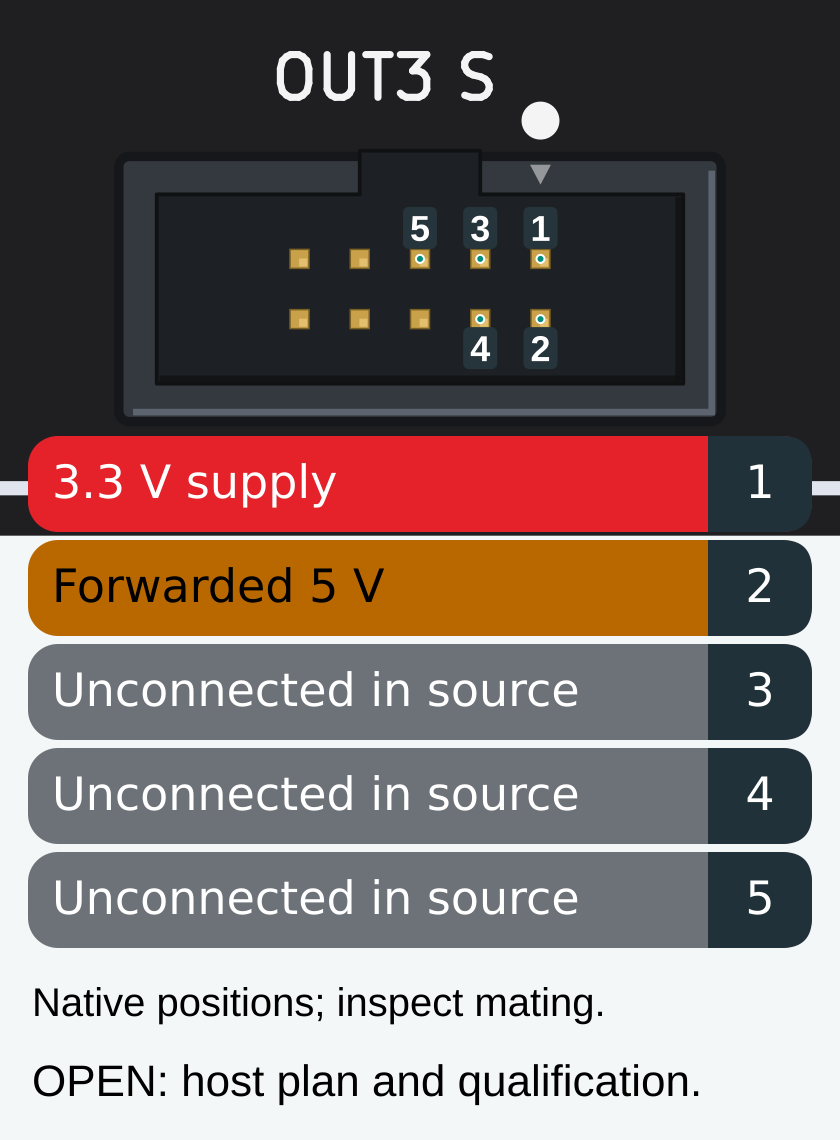 OUT3 S
5 3 1
4 2
3.3 V supply 1
Forwarded 5 V 2
Unconnected in source 3
Unconnected in source 4
Unconnected in source 5
Native positions; inspect mating.
OPEN: host plan and qualification.